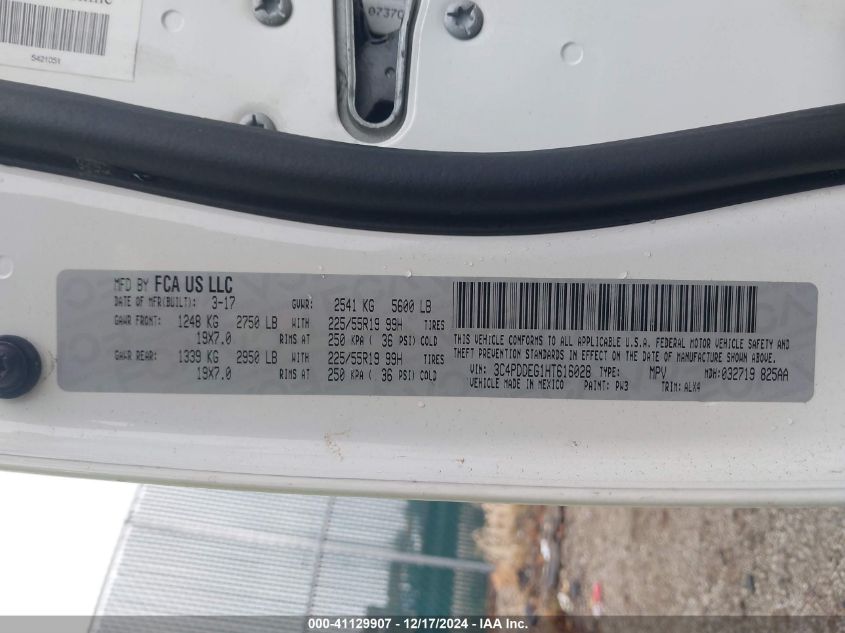 07370
5421051
MFD BY FCA US LLC
DATE OF MFR(BUILT): 3-17 GVWR: 2541 KG 5600 LB
GAWR FRONT: 1248 KG 2750 LB WITH 225/55R19 99H TIRES
19X7.0 RIMS AT 250 KPA ( 36 PSI) COLD
GAWR REAR: 1339 KG 2950 LB WITH 225/55R19 99H TIRES
19X7.0 RIMS AT 250 KPA ( 36 PSI) COLD
THIS VEHICLE CONFORMS TO ALL APPLICABLE U.S.A. FEDERAL MOTOR VEHICLE SAFETY AND
THEFT PREVENTION STANDARDS IN EFFECT ON THE DATE OF MANUFACTURE SHOWN ABOVE.
VIN: 3C4PDDEG1HT616028 TYPE: MPV MDH:032719 825AA
VEHICLE MADE IN MEXICO PAINT: PW3 TRIM: ALX9
000-41129907 - 12/17/2024 - IAA Inc.